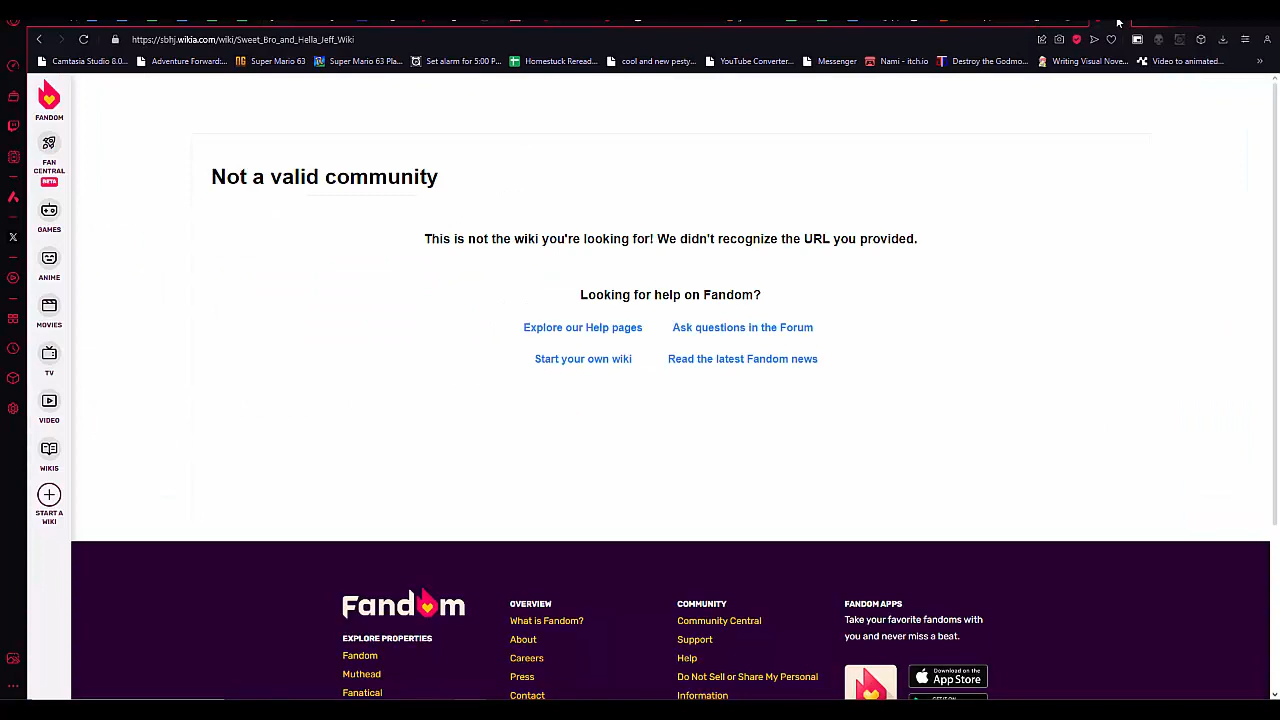 https://sbhj.wikia.com/wiki/Sweet_Bro_and_Hella_Jeff_Wiki
Camtasia Studio 8.0... Adventure Forward:... Super Mario 63 Super Mario 63 Pla... Set alarm for 5:00 P... Homestuck Reread... cool and new pesty... YouTube Converter... Messenger Nami - itch.io Destroy the Godmo... Writing Visual Nove... Video to animated...
FANDOM
FAN
CENTRAL
BETA
GAMES
ANIME
MOVIES
TV
VIDEO
WIKIS
START A
WIKI
Not a valid community
This is not the wiki you're looking for! We didn't recognize the URL you provided.
Looking for help on Fandom?
Explore our Help pages Ask questions in the Forum
Start your own wiki Read the latest Fandom news
Fandom
EXPLORE PROPERTIES
Fandom
Muthead
Fanatical
OVERVIEW
What is Fandom?
About
Careers
Press
Contact
COMMUNITY
Community Central
Support
Help
Do Not Sell or Share My Personal
Information
FANDOM APPS
Take your favorite fandoms with
you and never miss a beat.
Download on the
App Store